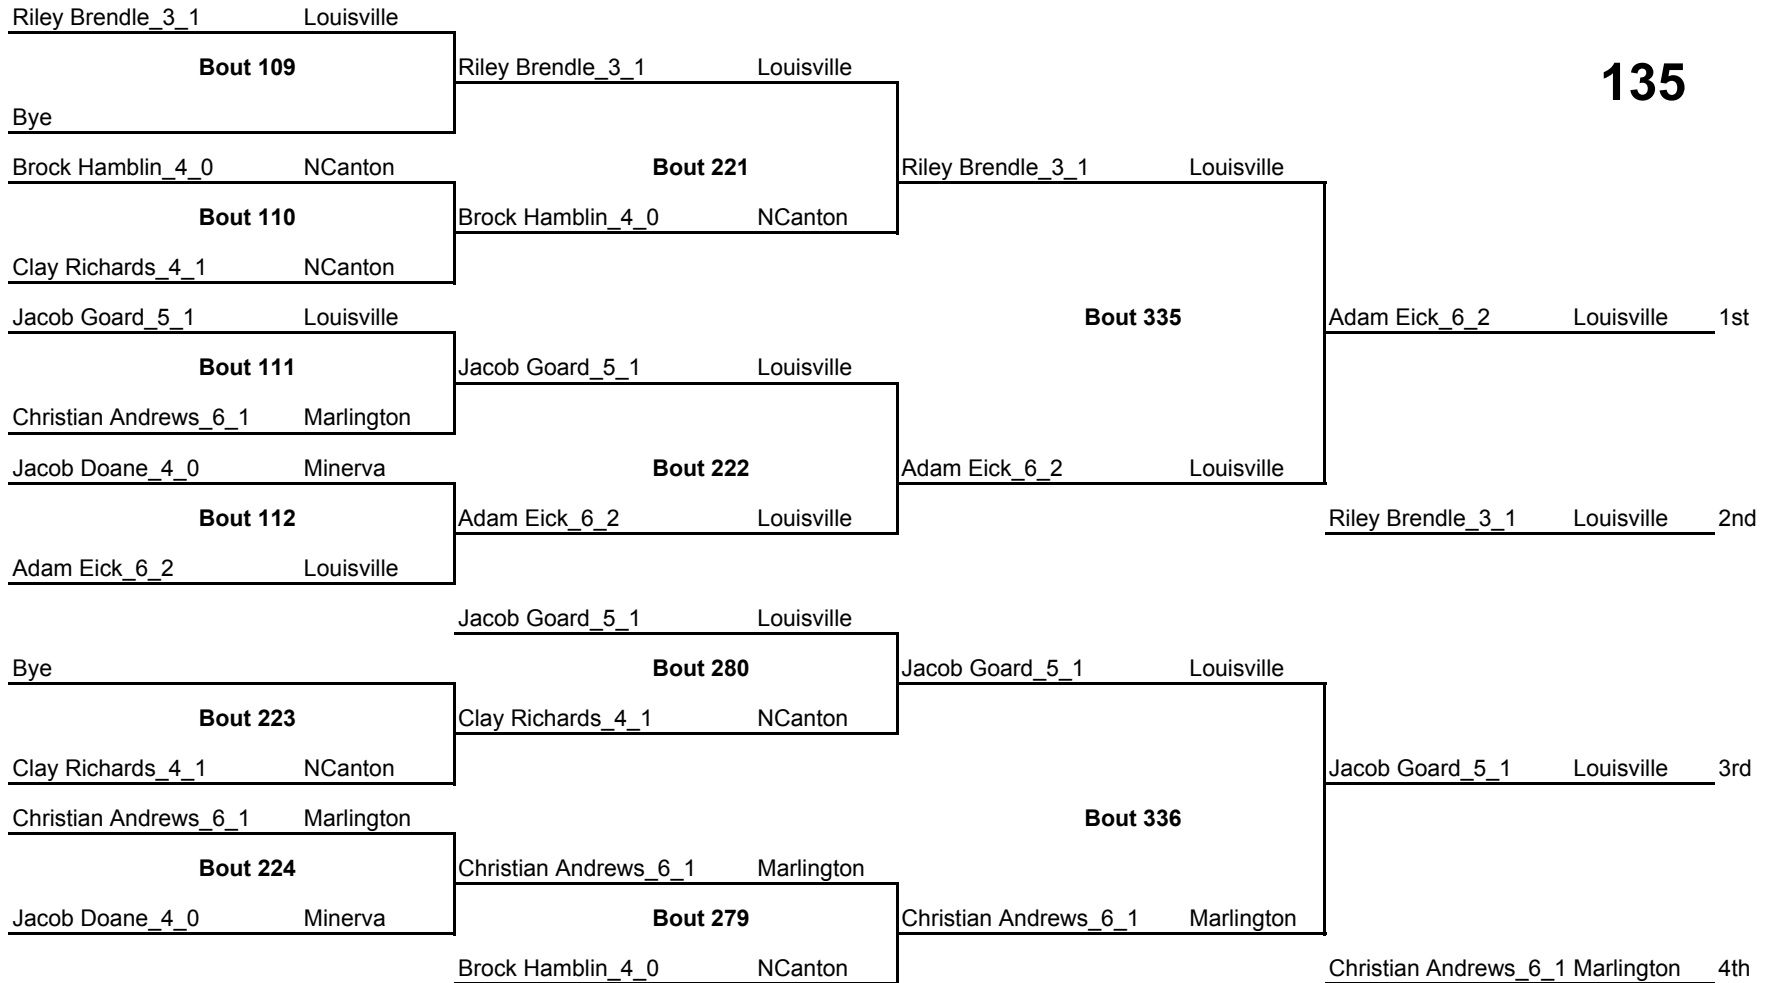 Riley Brendle_3_1 Louisville
Bout 109 Riley Brendle_3_1 Louisville 135
Bye
Brock Hamblin_4_0 NCanton Bout 221 Riley Brendle_3_1 Louisville
Bout 110 Brock Hamblin_4_0 NCanton
Clay Richards_4_1 NCanton
Jacob Goard_5_1 Louisville Bout 335 Adam Eick_6_2 Louisville 1st
Bout 111 Jacob Goard_5_1 Louisville
Christian Andrews_6_1 Marlington
Jacob Doane_4_0 Minerva Bout 222 Adam Eick_6_2 Louisville
Bout 112 Adam Eick_6_2 Louisville Riley Brendle_3_1 Louisville 2nd
Adam Eick_6_2 Louisville
Jacob Goard_5_1 Louisville
Bye Bout 280 Jacob Goard_5_1 Louisville
Bout 223 Clay Richards_4_1 NCanton
Clay Richards_4_1 NCanton Jacob Goard_5_1 Louisville 3rd
Christian Andrews_6_1 Marlington Bout 336
Bout 224 Christian Andrews_6_1 Marlington
Jacob Doane_4_0 Minerva Bout 279 Christian Andrews_6_1 Marlington
Brock Hamblin_4_0 NCanton Christian Andrews_6_1 Marlington 4th